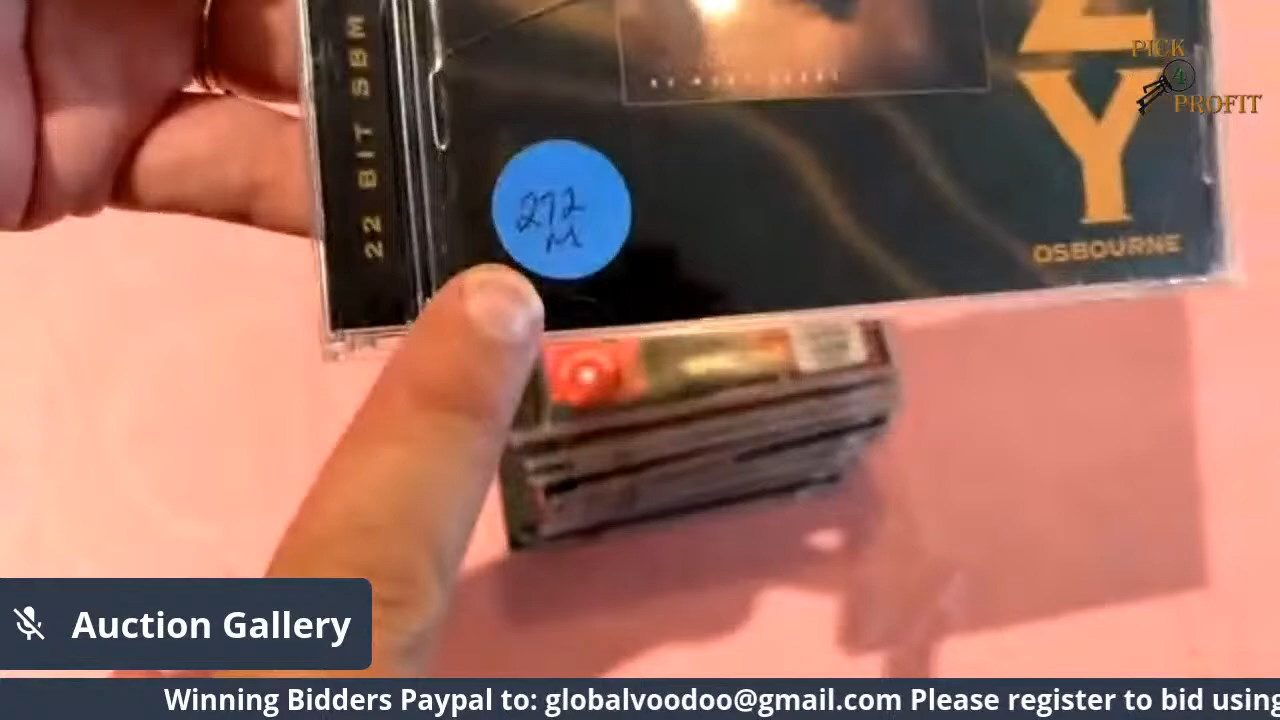 22 BIT SBM
Z
Y
OSBOURNE
272
M
PICK
4
PROFIT
Auction Gallery
Winning Bidders Paypal to: globalvoodoo@gmail.com Please register to bid using